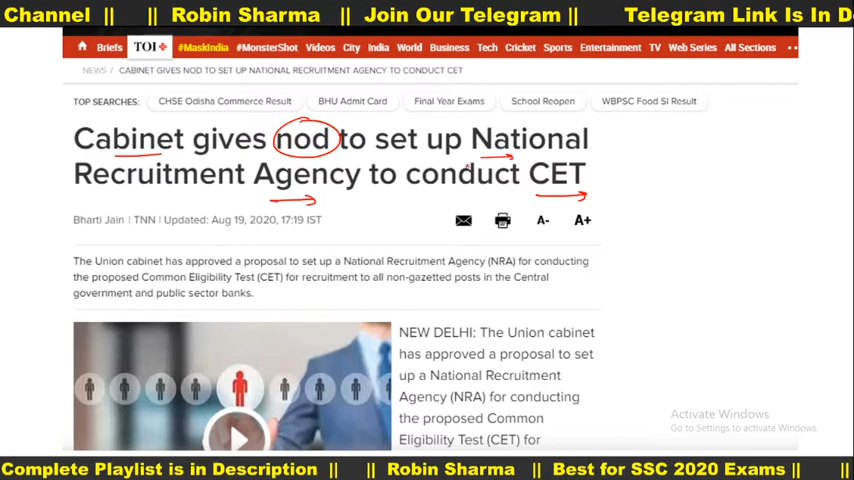 Channel || || Robin Sharma || Join Our Telegram || Telegram Link Is In D
Briefs TOI+ #MaskIndia #MonsterShot Videos City India World Business Tech Cricket Sports Entertainment TV Web Series All Sections
NEWS / CABINET GIVES NOD TO SET UP NATIONAL RECRUITMENT AGENCY TO CONDUCT CET
TOP SEARCHES: CHSE Odisha Commerce Result BHU Admit Card Final Year Exams School Reopen WBPSC Food SI Result
Cabinet gives nod to set up National
Recruitment Agency to conduct CET
Bharti Jain | TNN | Updated: Aug 19, 2020, 17:19 IST A- A+
The Union cabinet has approved a proposal to set up a National Recruitment Agency (NRA) for conducting
the proposed Common Eligibility Test (CET) for recruitment to all non-gazetted posts in the Central
government and public sector banks.
NEW DELHI: The Union cabinet
has approved a proposal to set
up a National Recruitment
Agency (NRA) for conducting
the proposed Common
Eligibility Test (CET) for
Activate Windows
Go to Settings to activate Windows.
Complete Playlist is in Description || || Robin Sharma || Best for SSC 2020 Exams || ||